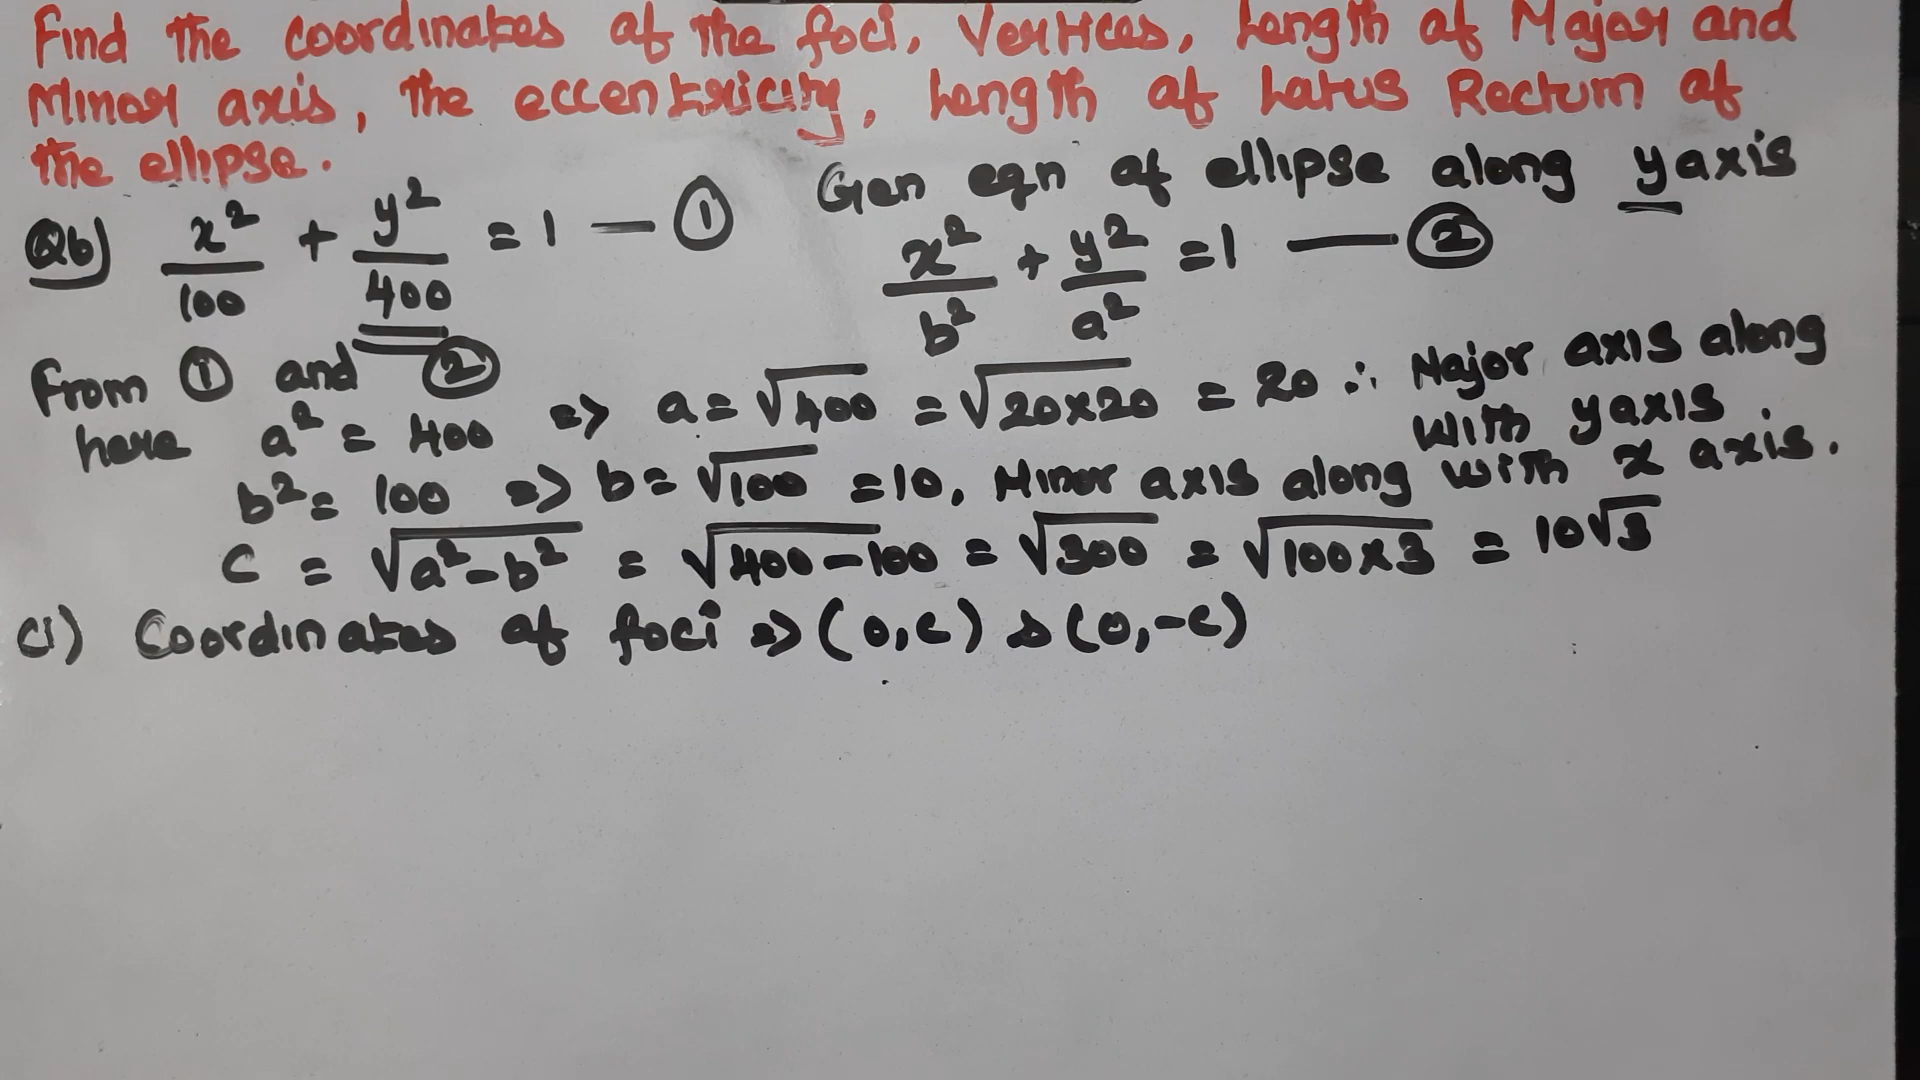 Find the coordinates of the foci, Vertices, Length of Major and
Minor axis, the eccentricity, Length of Latus Rectum of
the ellipse.
Q6) x²/100 + y²/400 = 1 — ①
Gen eqn of ellipse along y axis
x²/b² + y²/a² = 1 — ②
From ① and ②
here a² = 400 => a = √400 = √20×20 = 20 ∴ Major axis along
with y axis.
b² = 100 => b = √100 = 10, Minor axis along with x axis.
c = √a²-b² = √400-100 = √300 = √100×3 = 10√3
(i) Coordinates of foci => (0,c) & (0,-c)